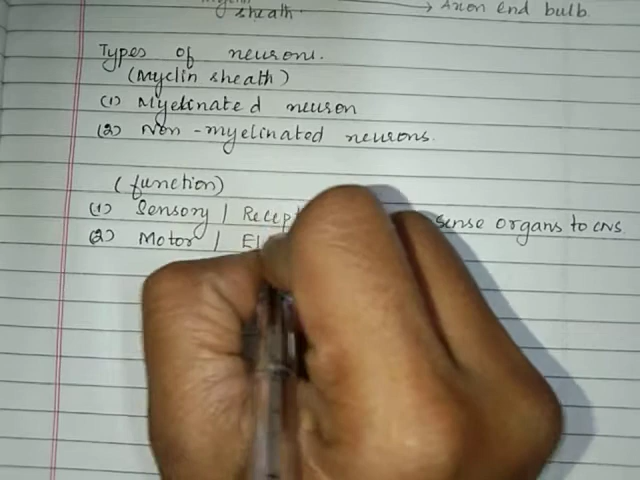 sheath. → Axon end bulb
Types of neurons.
(Myelin sheath)
(1) Myelinated neuron
(2) Non-myelinated neurons.
(function)
(1) Sensory | Recept sense organs to CNS.
(2) Motor | E